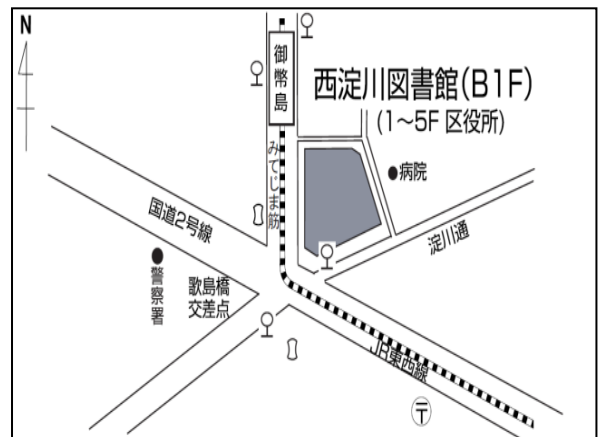 N
御幣島
西淀川図書館(B1F)
(1～5F 区役所)
みてじま筋
病院
国道2号線
淀川通
警察署
歌島橋
交差点
JR東西線
〒